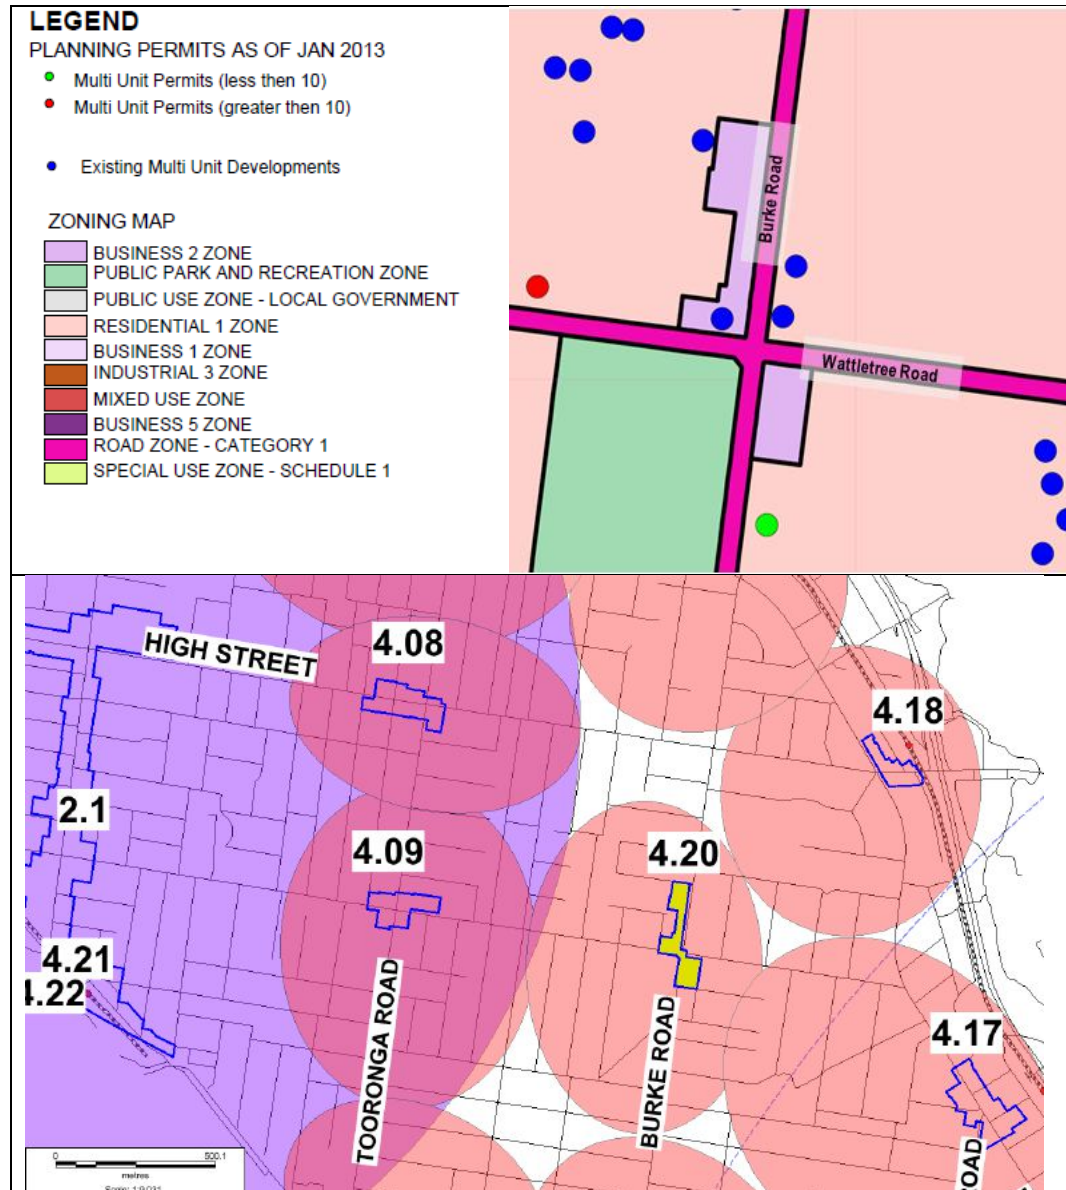 LEGEND
PLANNING PERMITS AS OF JAN 2013
Multi Unit Permits (less then 10)
Multi Unit Permits (greater then 10)
Existing Multi Unit Developments
ZONING MAP
BUSINESS 2 ZONE
PUBLIC PARK AND RECREATION ZONE
PUBLIC USE ZONE - LOCAL GOVERNMENT
RESIDENTIAL 1 ZONE
BUSINESS 1 ZONE
INDUSTRIAL 3 ZONE
MIXED USE ZONE
BUSINESS 5 ZONE
ROAD ZONE - CATEGORY 1
SPECIAL USE ZONE - SCHEDULE 1
Burke Road
Wattletree Road
HIGH STREET
4.08
4.18
2.1
4.09
4.20
4.21
4.22
4.17
TOORONGA ROAD
BURKE ROAD
ROAD
0 500.1
metres